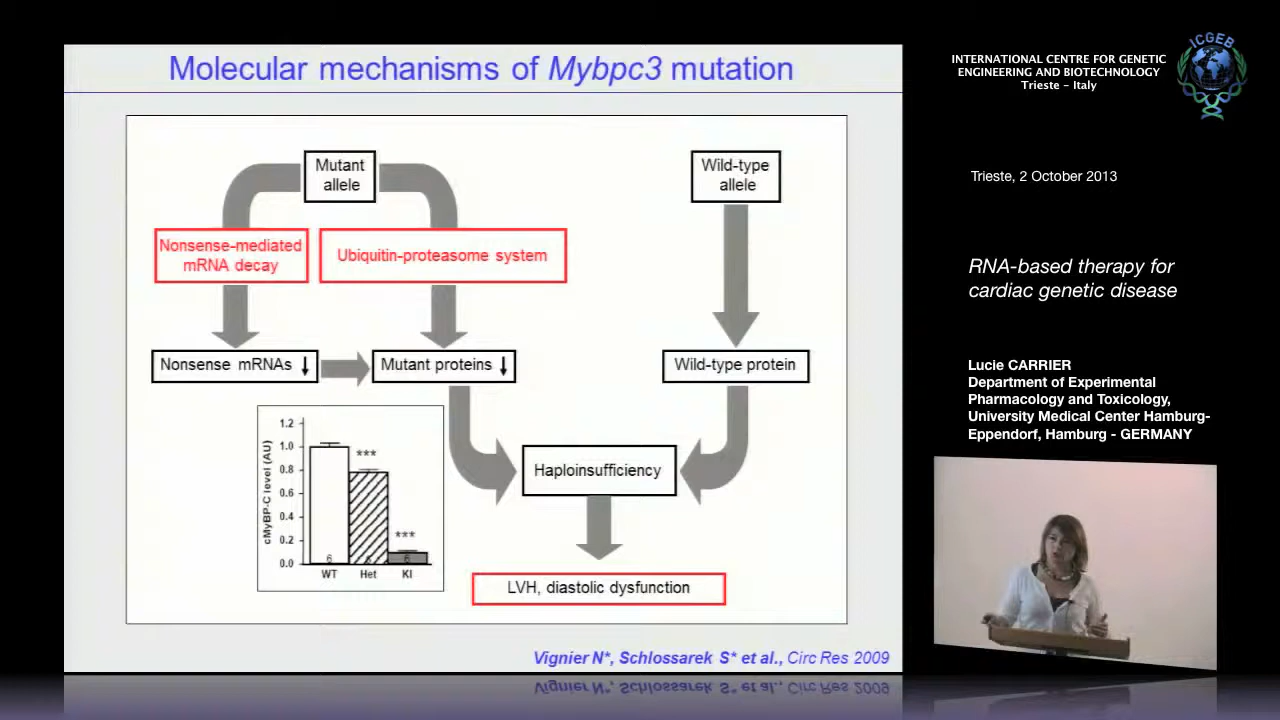 Molecular mechanisms of Mybpc3 mutation
Mutant
allele
Wild-type
allele
Nonsense-mediated
mRNA decay
Ubiquitin-proteasome system
Nonsense mRNAs ↓
Mutant proteins ↓
Wild-type protein
cMyBP-C level (AU)
1.2
1.0
0.8
0.6
0.4
0.2
0.0
***
***
6
6
WT
Het
KI
Haploinsufficiency
LVH, diastolic dysfunction
Vignier N*, Schlossarek S* et al., Circ Res 2009
INTERNATIONAL CENTRE FOR GENETIC
ENGINEERING AND BIOTECHNOLOGY
Trieste - Italy
ICGEB
Trieste, 2 October 2013
RNA-based therapy for
cardiac genetic disease
Lucie CARRIER
Department of Experimental
Pharmacology and Toxicology,
University Medical Center Hamburg-
Eppendorf, Hamburg - GERMANY